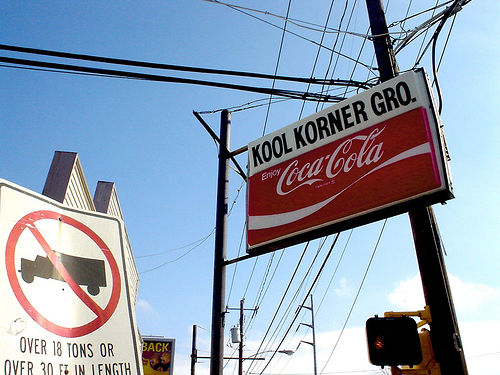 KOOL KORNER GRO.
Enjoy
Coca-Cola
OVER 18 TONS OR
OVER 30 FT IN LENGTH
BACK